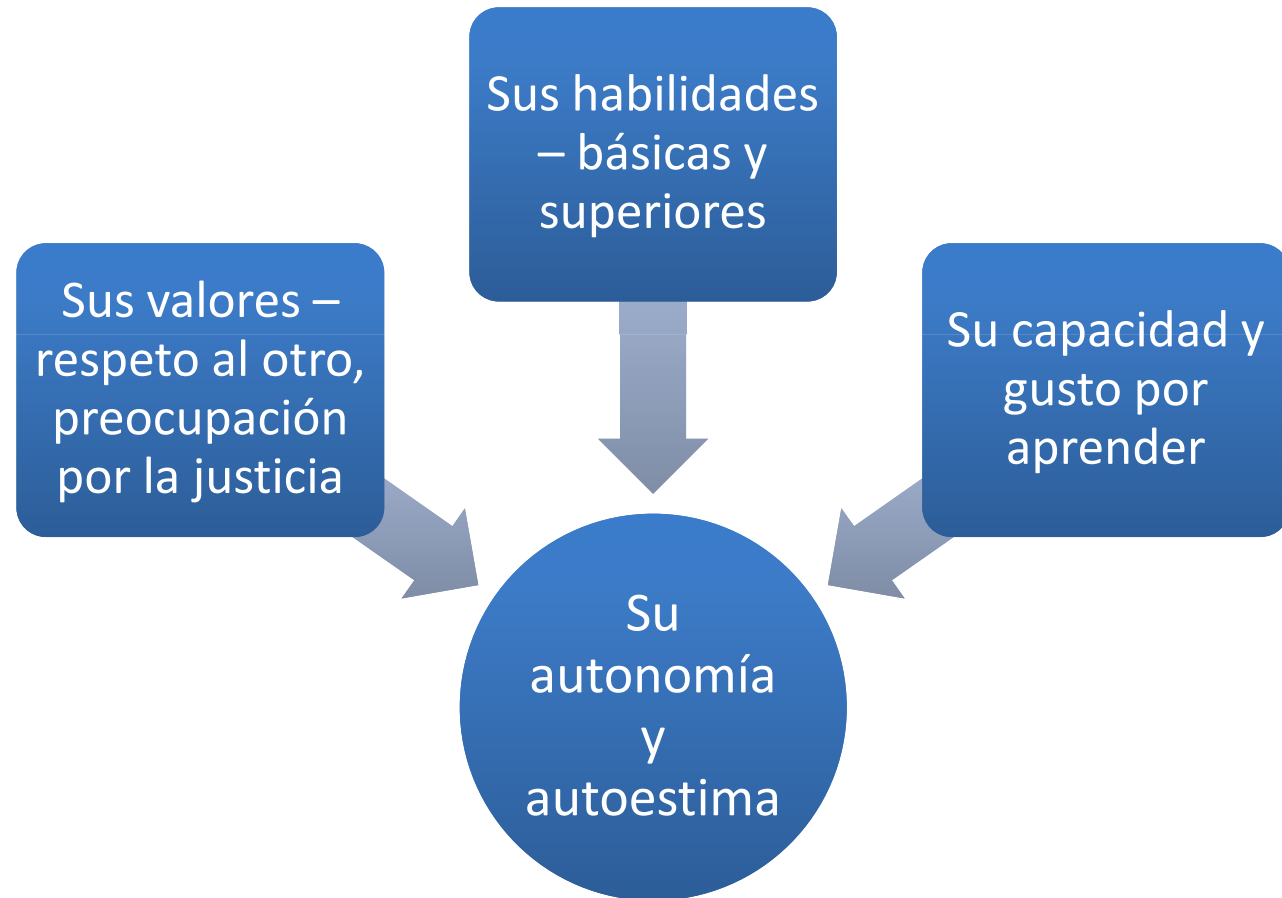 Sus habilidades
– básicas y
superiores
Sus valores –
respeto al otro,
preocupación
por la justicia
Su capacidad y
gusto por
aprender
Su
autonomía
y
autoestima